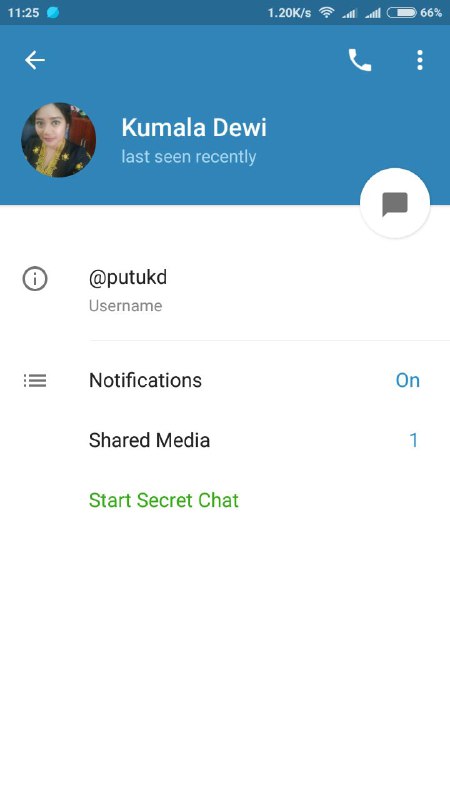 11:25 1.20K/s 66%
Kumala Dewi
last seen recently
@putukd
Username
Notifications On
Shared Media 1
Start Secret Chat